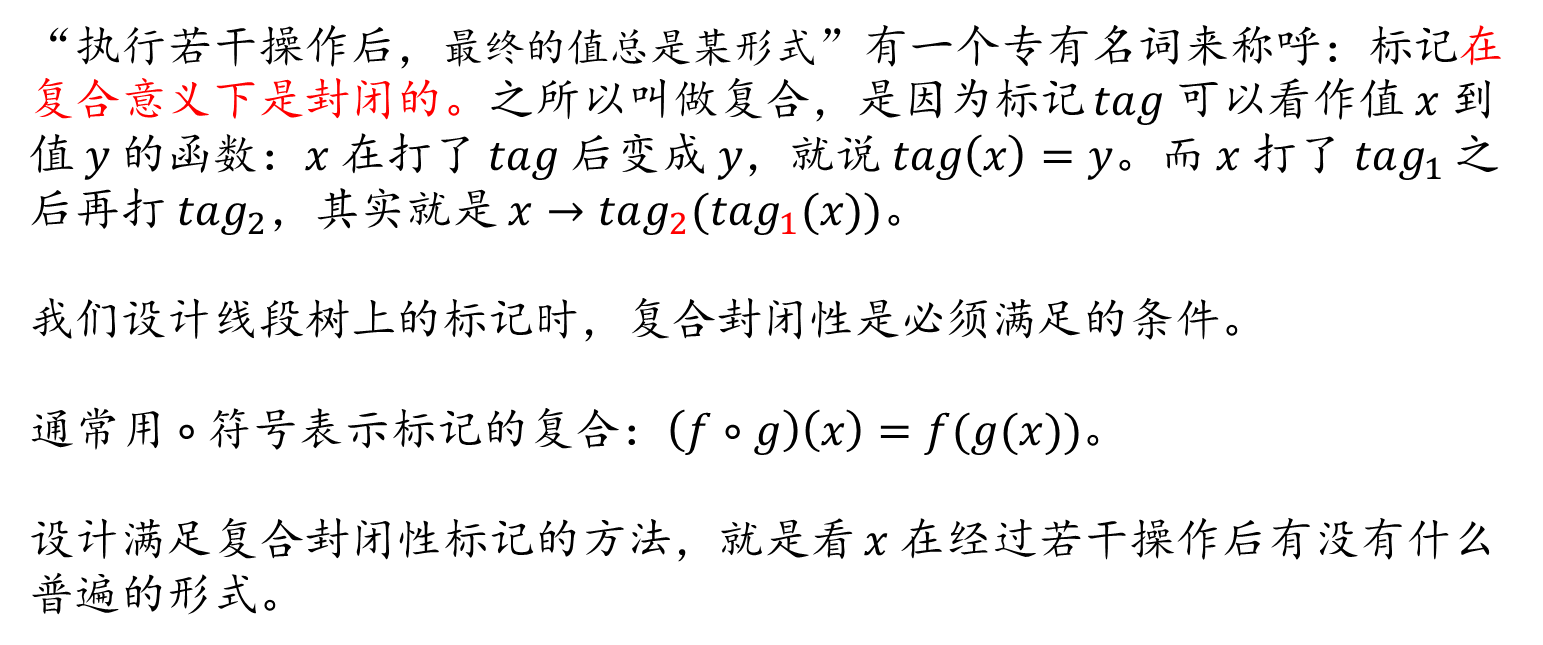 “执行若干操作后，最终的值总是某形式”有一个专有名词来称呼：标记在
复合意义下是封闭的。之所以叫做复合，是因为标记 tag 可以看作值 x 到
值 y 的函数：x 在打了 tag 后变成 y，就说 tag(x) = y。而 x 打了 tag₁ 之
后再打 tag₂，其实就是 x → tag₂(tag₁(x))。
我们设计线段树上的标记时，复合封闭性是必须满足的条件。
通常用∘符号表示标记的复合：(f ∘ g)(x) = f(g(x))。
设计满足复合封闭性标记的方法，就是看 x 在经过若干操作后有没有什么
普遍的形式。